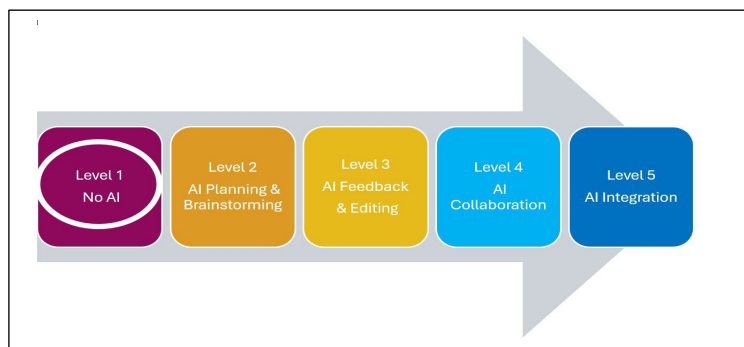 Level 1
No AI
Level 2
AI Planning &
Brainstorming
Level 3
AI Feedback
& Editing
Level 4
AI
Collaboration
Level 5
AI Integration